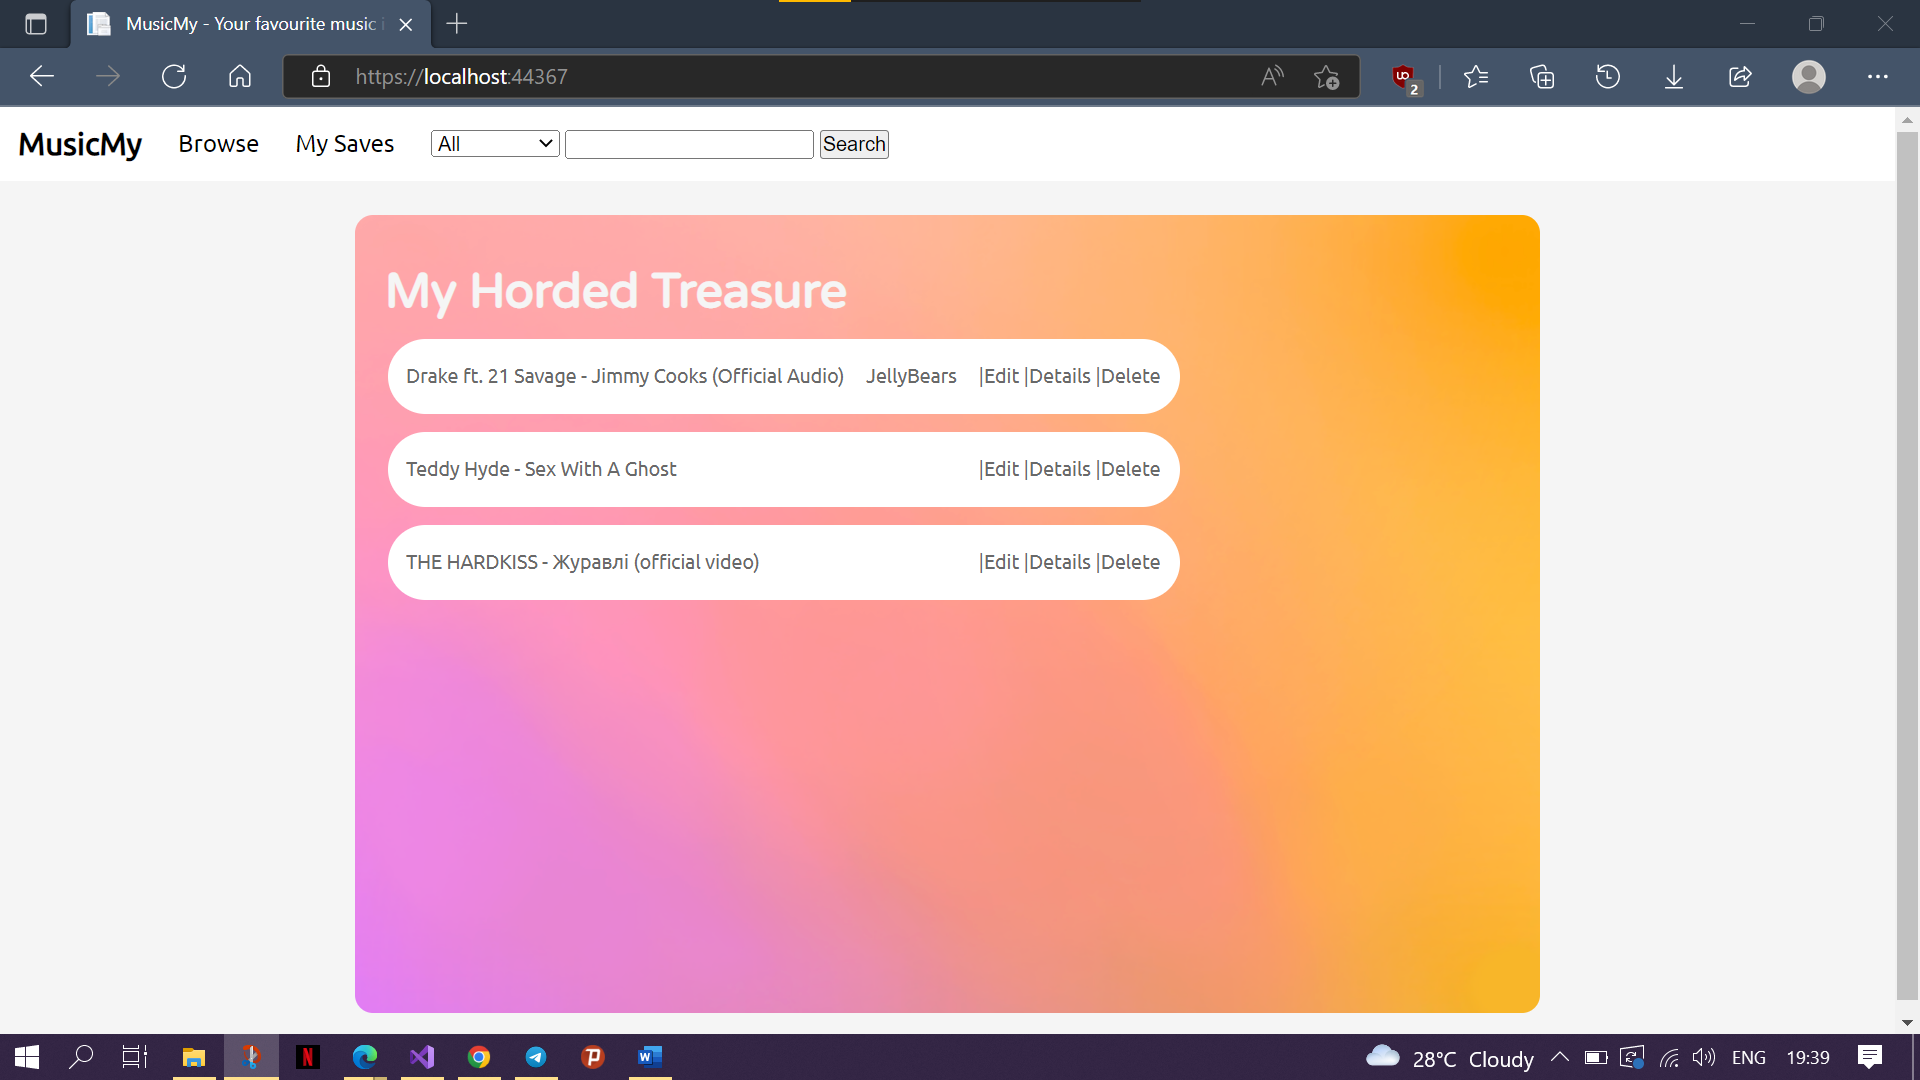 MusicMy - Your favourite music
https://localhost:44367
2
MusicMy Browse My Saves All Search
My Horded Treasure
Drake ft. 21 Savage - Jimmy Cooks (Official Audio) JellyBears |Edit |Details |Delete
Teddy Hyde - Sex With A Ghost |Edit |Details |Delete
THE HARDKISS - Журавлі (official video) |Edit |Details |Delete
28°C Cloudy ENG 19:39